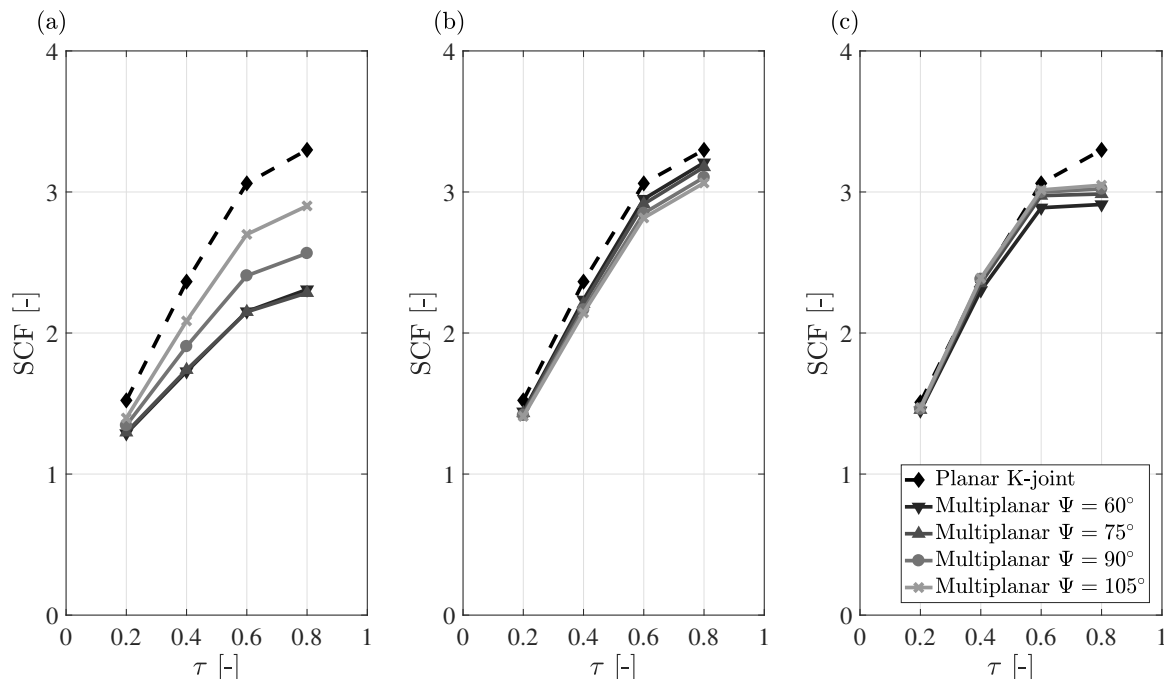 (a)
(b)
(c)
4
3
2
1
0
SCF [-]
0
0.2
0.4
0.6
0.8
1
τ [-]
4
3
2
1
0
SCF [-]
0
0.2
0.4
0.6
0.8
1
τ [-]
4
3
2
1
0
SCF [-]
0
0.2
0.4
0.6
0.8
1
τ [-]
Planar K-joint
Multiplanar Ψ = 60°
Multiplanar Ψ = 75°
Multiplanar Ψ = 90°
Multiplanar Ψ = 105°